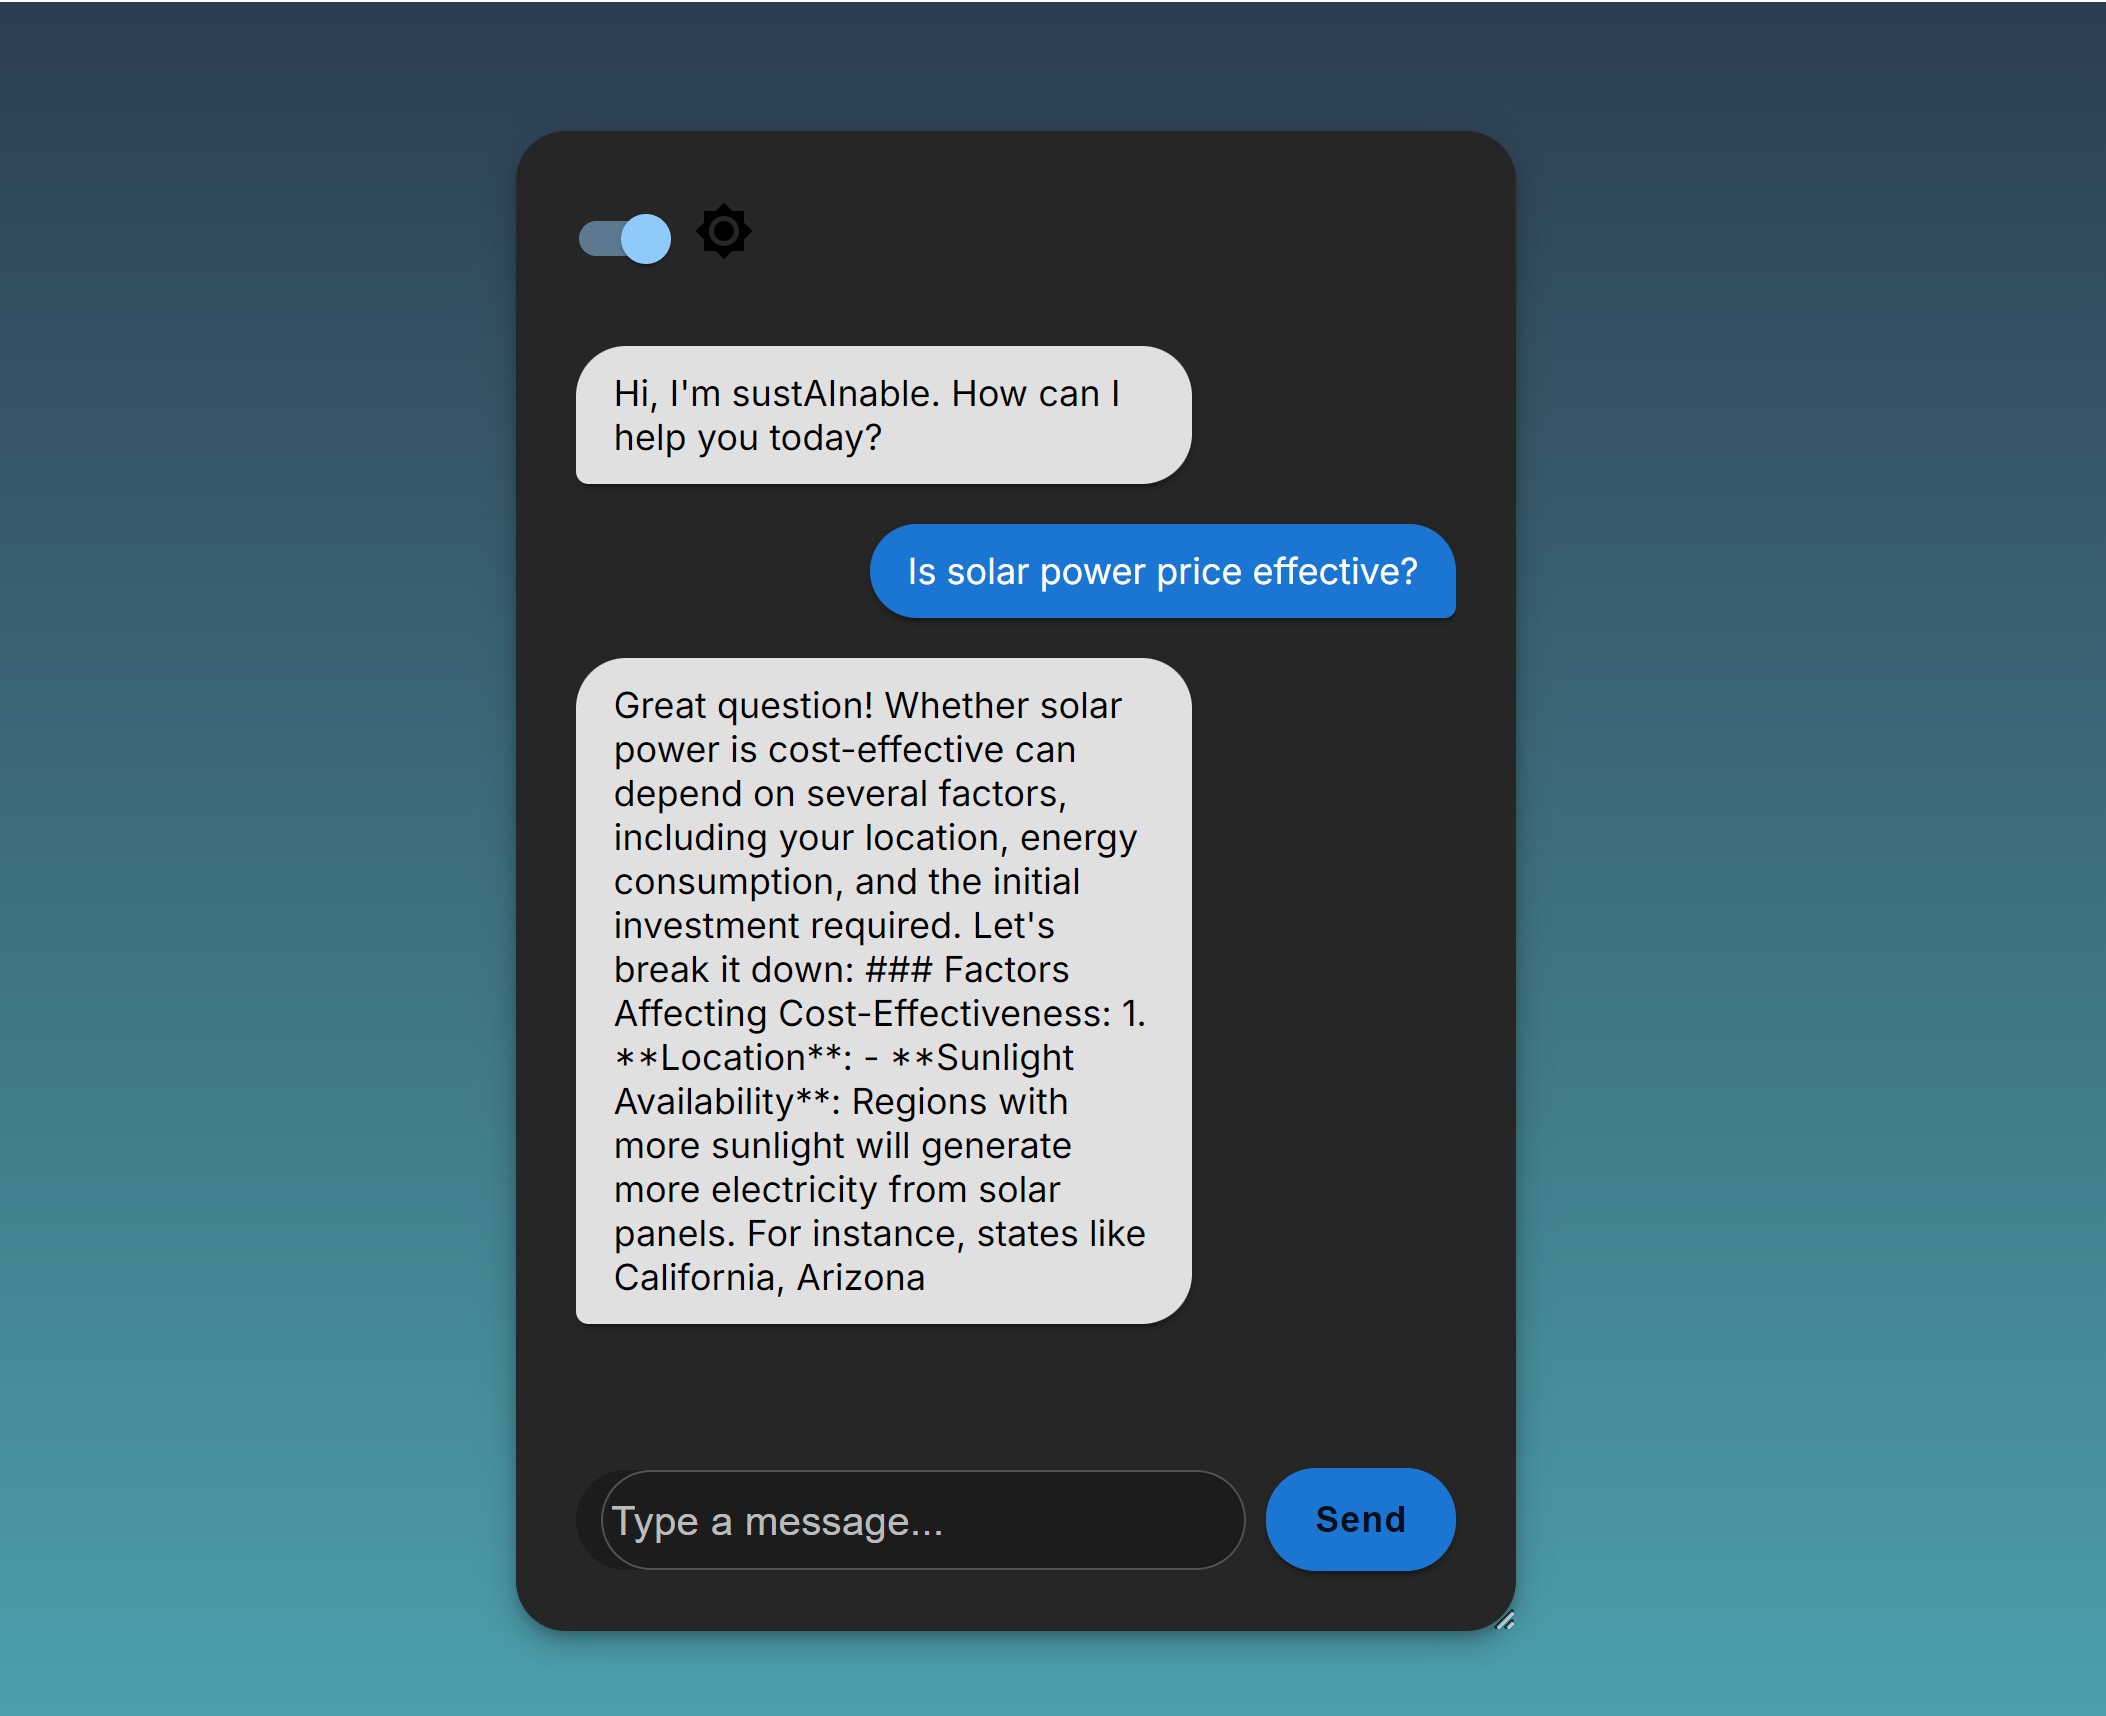 Hi, I'm sustAInable. How can I
help you today?
Is solar power price effective?
Great question! Whether solar
power is cost-effective can
depend on several factors,
including your location, energy
consumption, and the initial
investment required. Let's
break it down: ### Factors
Affecting Cost-Effectiveness: 1.
**Location**: - **Sunlight
Availability**: Regions with
more sunlight will generate
more electricity from solar
panels. For instance, states like
California, Arizona
Type a message...
Send